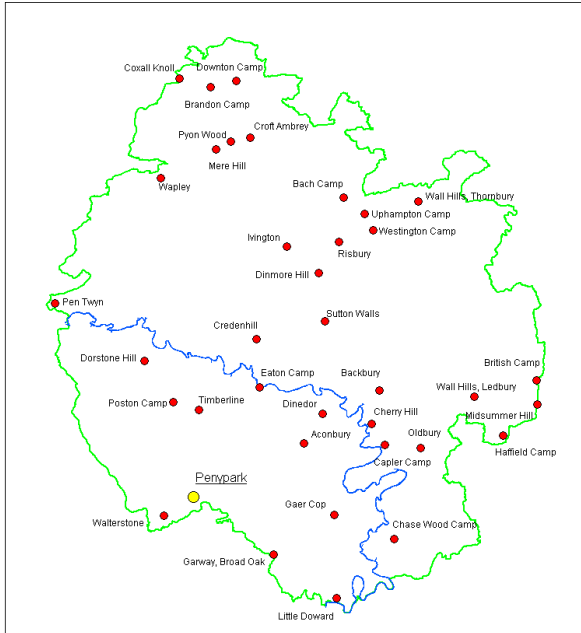 Coxall Knoll
Downton Camp
Brandon Camp
Pyon Wood
Croft Ambrey
Mere Hill
Wapley
Bach Camp
Wall Hills, Thornbury
Uphampton Camp
Westington Camp
Ivington
Risbury
Dinmore Hill
Pen Twyn
Sutton Walls
Credenhill
Dorstone Hill
British Camp
Eaton Camp
Backbury
Wall Hills, Ledbury
Poston Camp
Timberline
Dinedor
Cherry Hill
Midsummer Hill
Aconbury
Oldbury
Haffield Camp
Capler Camp
Penypark
Gaer Cop
Walterstone
Chase Wood Camp
Garway, Broad Oak
Little Doward